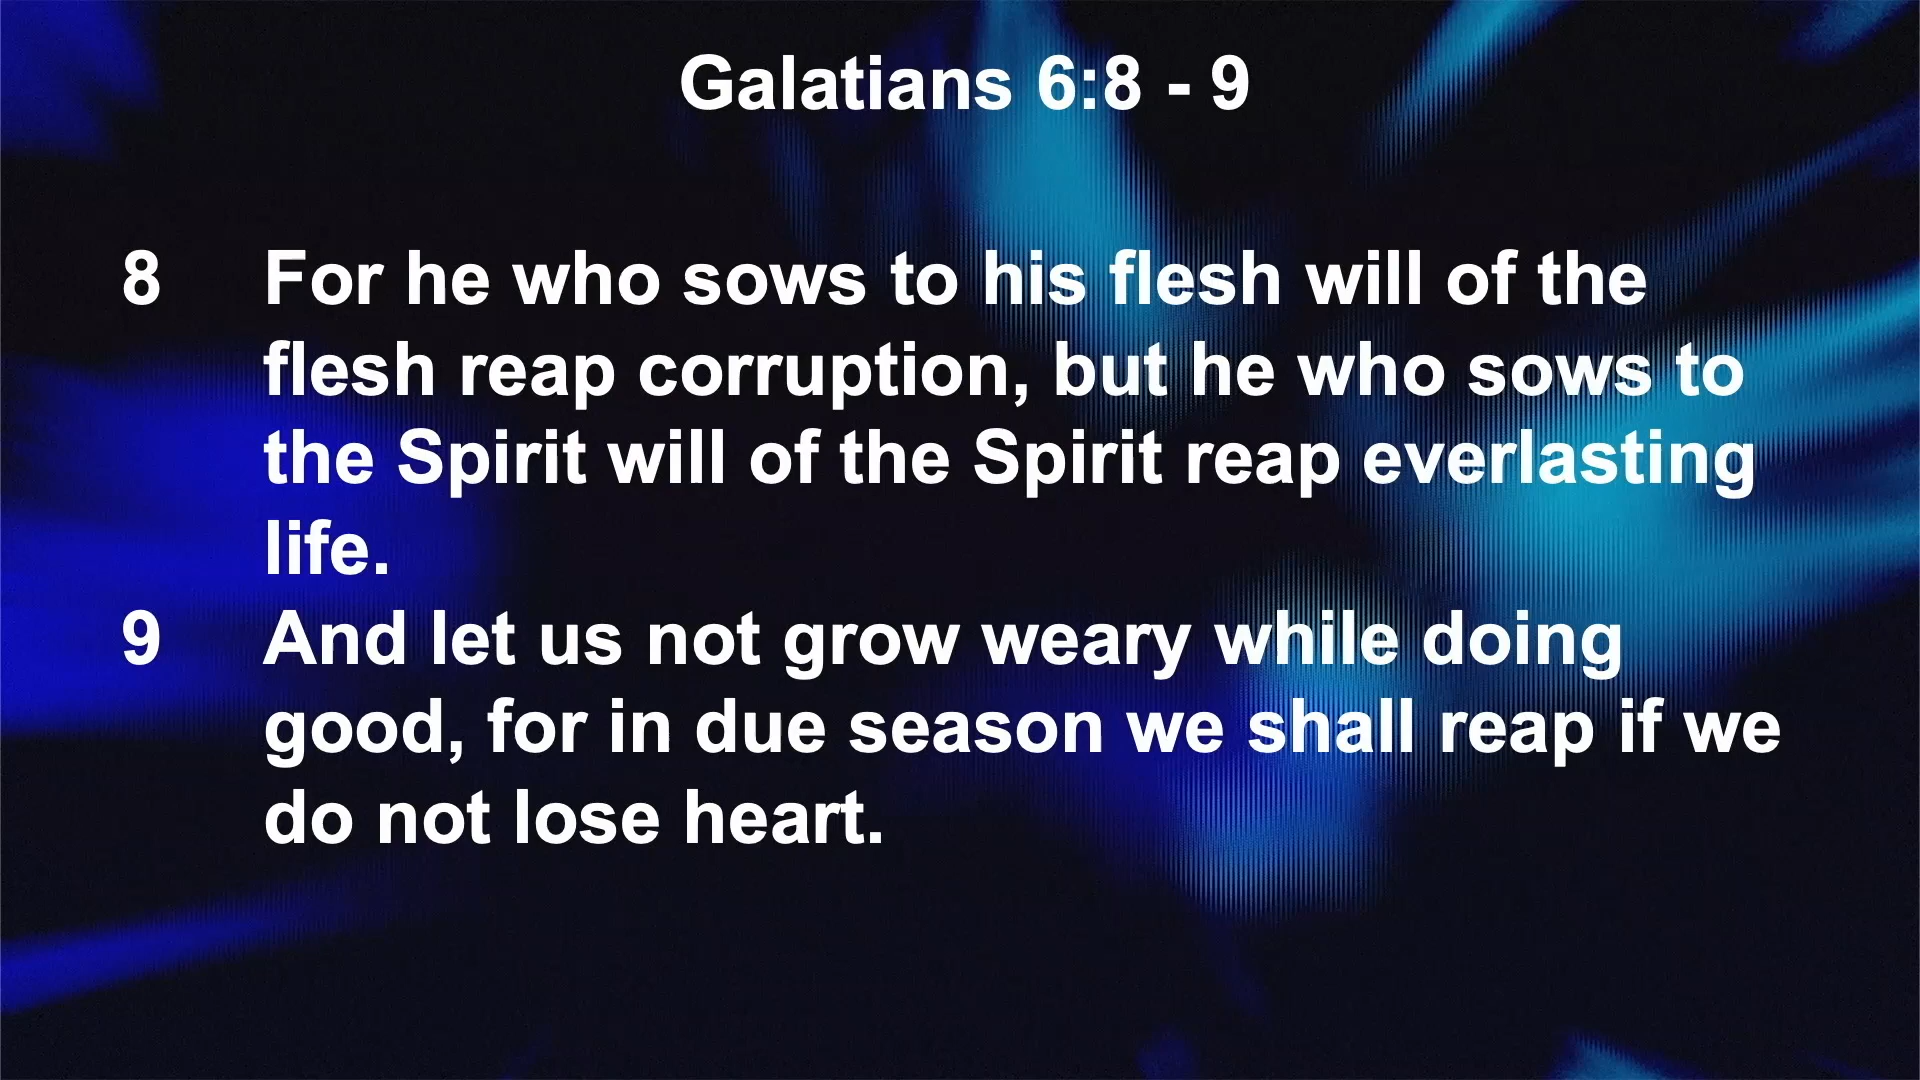 Galatians 6:8 - 9
8 For he who sows to his flesh will of the
flesh reap corruption, but he who sows to
the Spirit will of the Spirit reap everlasting
life.
9 And let us not grow weary while doing
good, for in due season we shall reap if we
do not lose heart.